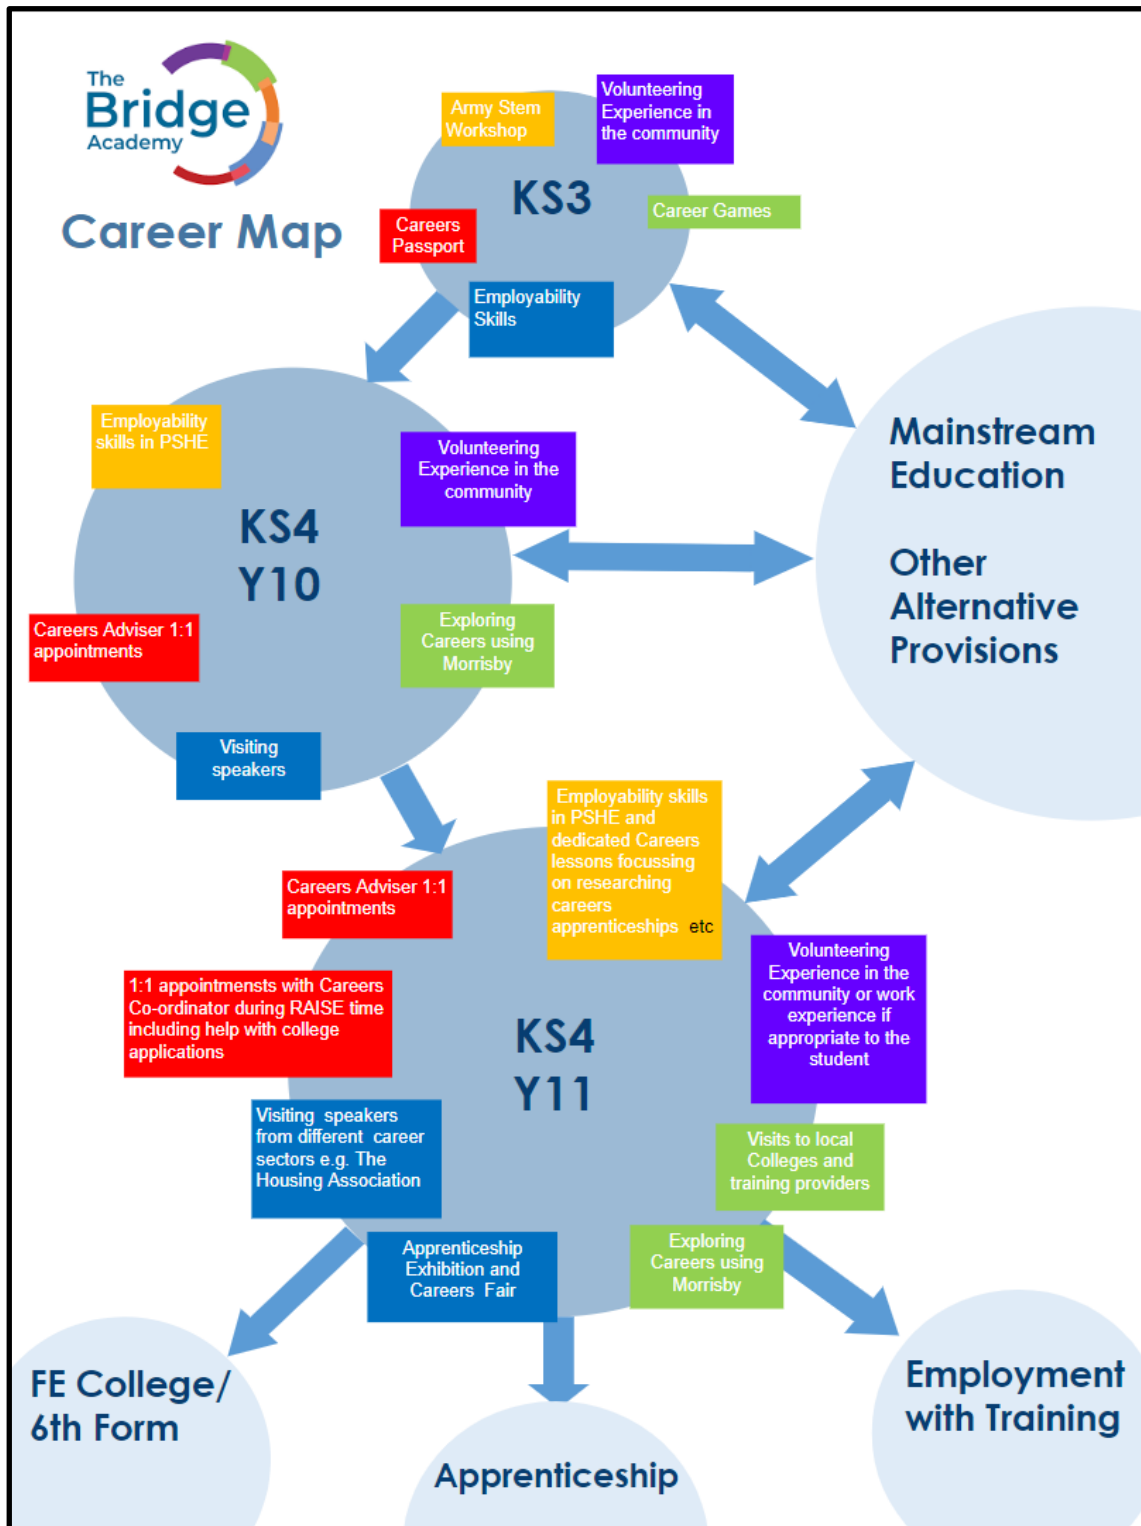 The
Bridge
Academy
Career Map
Army Stem
Workshop
Volunteering
Experience in
the community
KS3
Careers
Passport
Career Games
Employability
Skills
Mainstream
Education
Other
Alternative
Provisions
Employability
skills in PSHE
Volunteering
Experience in the
community
KS4
Y10
Careers Adviser 1:1
appointments
Exploring
Careers using
Morrisby
Visiting
speakers
Employability skills
in PSHE and
dedicated Careers
lessons focussing
on researching
careers
apprenticeships etc
Careers Adviser 1:1
appointments
1:1 appointmensts with Careers
Co-ordinator during RAISE time
including help with college
applications
Volunteering
Experience in the
community or work
experience if
appropriate to the
student
KS4
Y11
Visiting speakers
from different career
sectors e.g. The
Housing Association
Visits to local
Colleges and
training providers
Apprenticeship
Exhibition and
Careers Fair
Exploring
Careers using
Morrisby
FE College/
6th Form
Apprenticeship
Employment
with Training